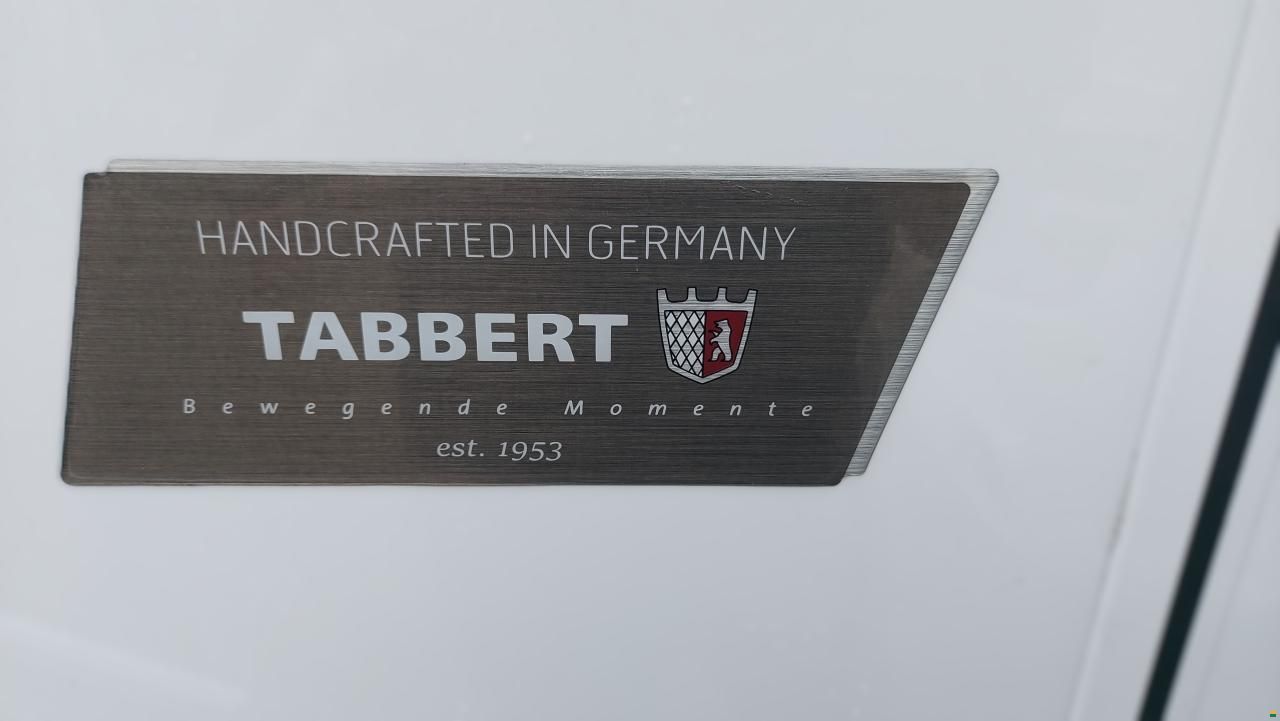 HANDCRAFTED IN GERMANY
TABBERT
Bewegende Momente
est. 1953